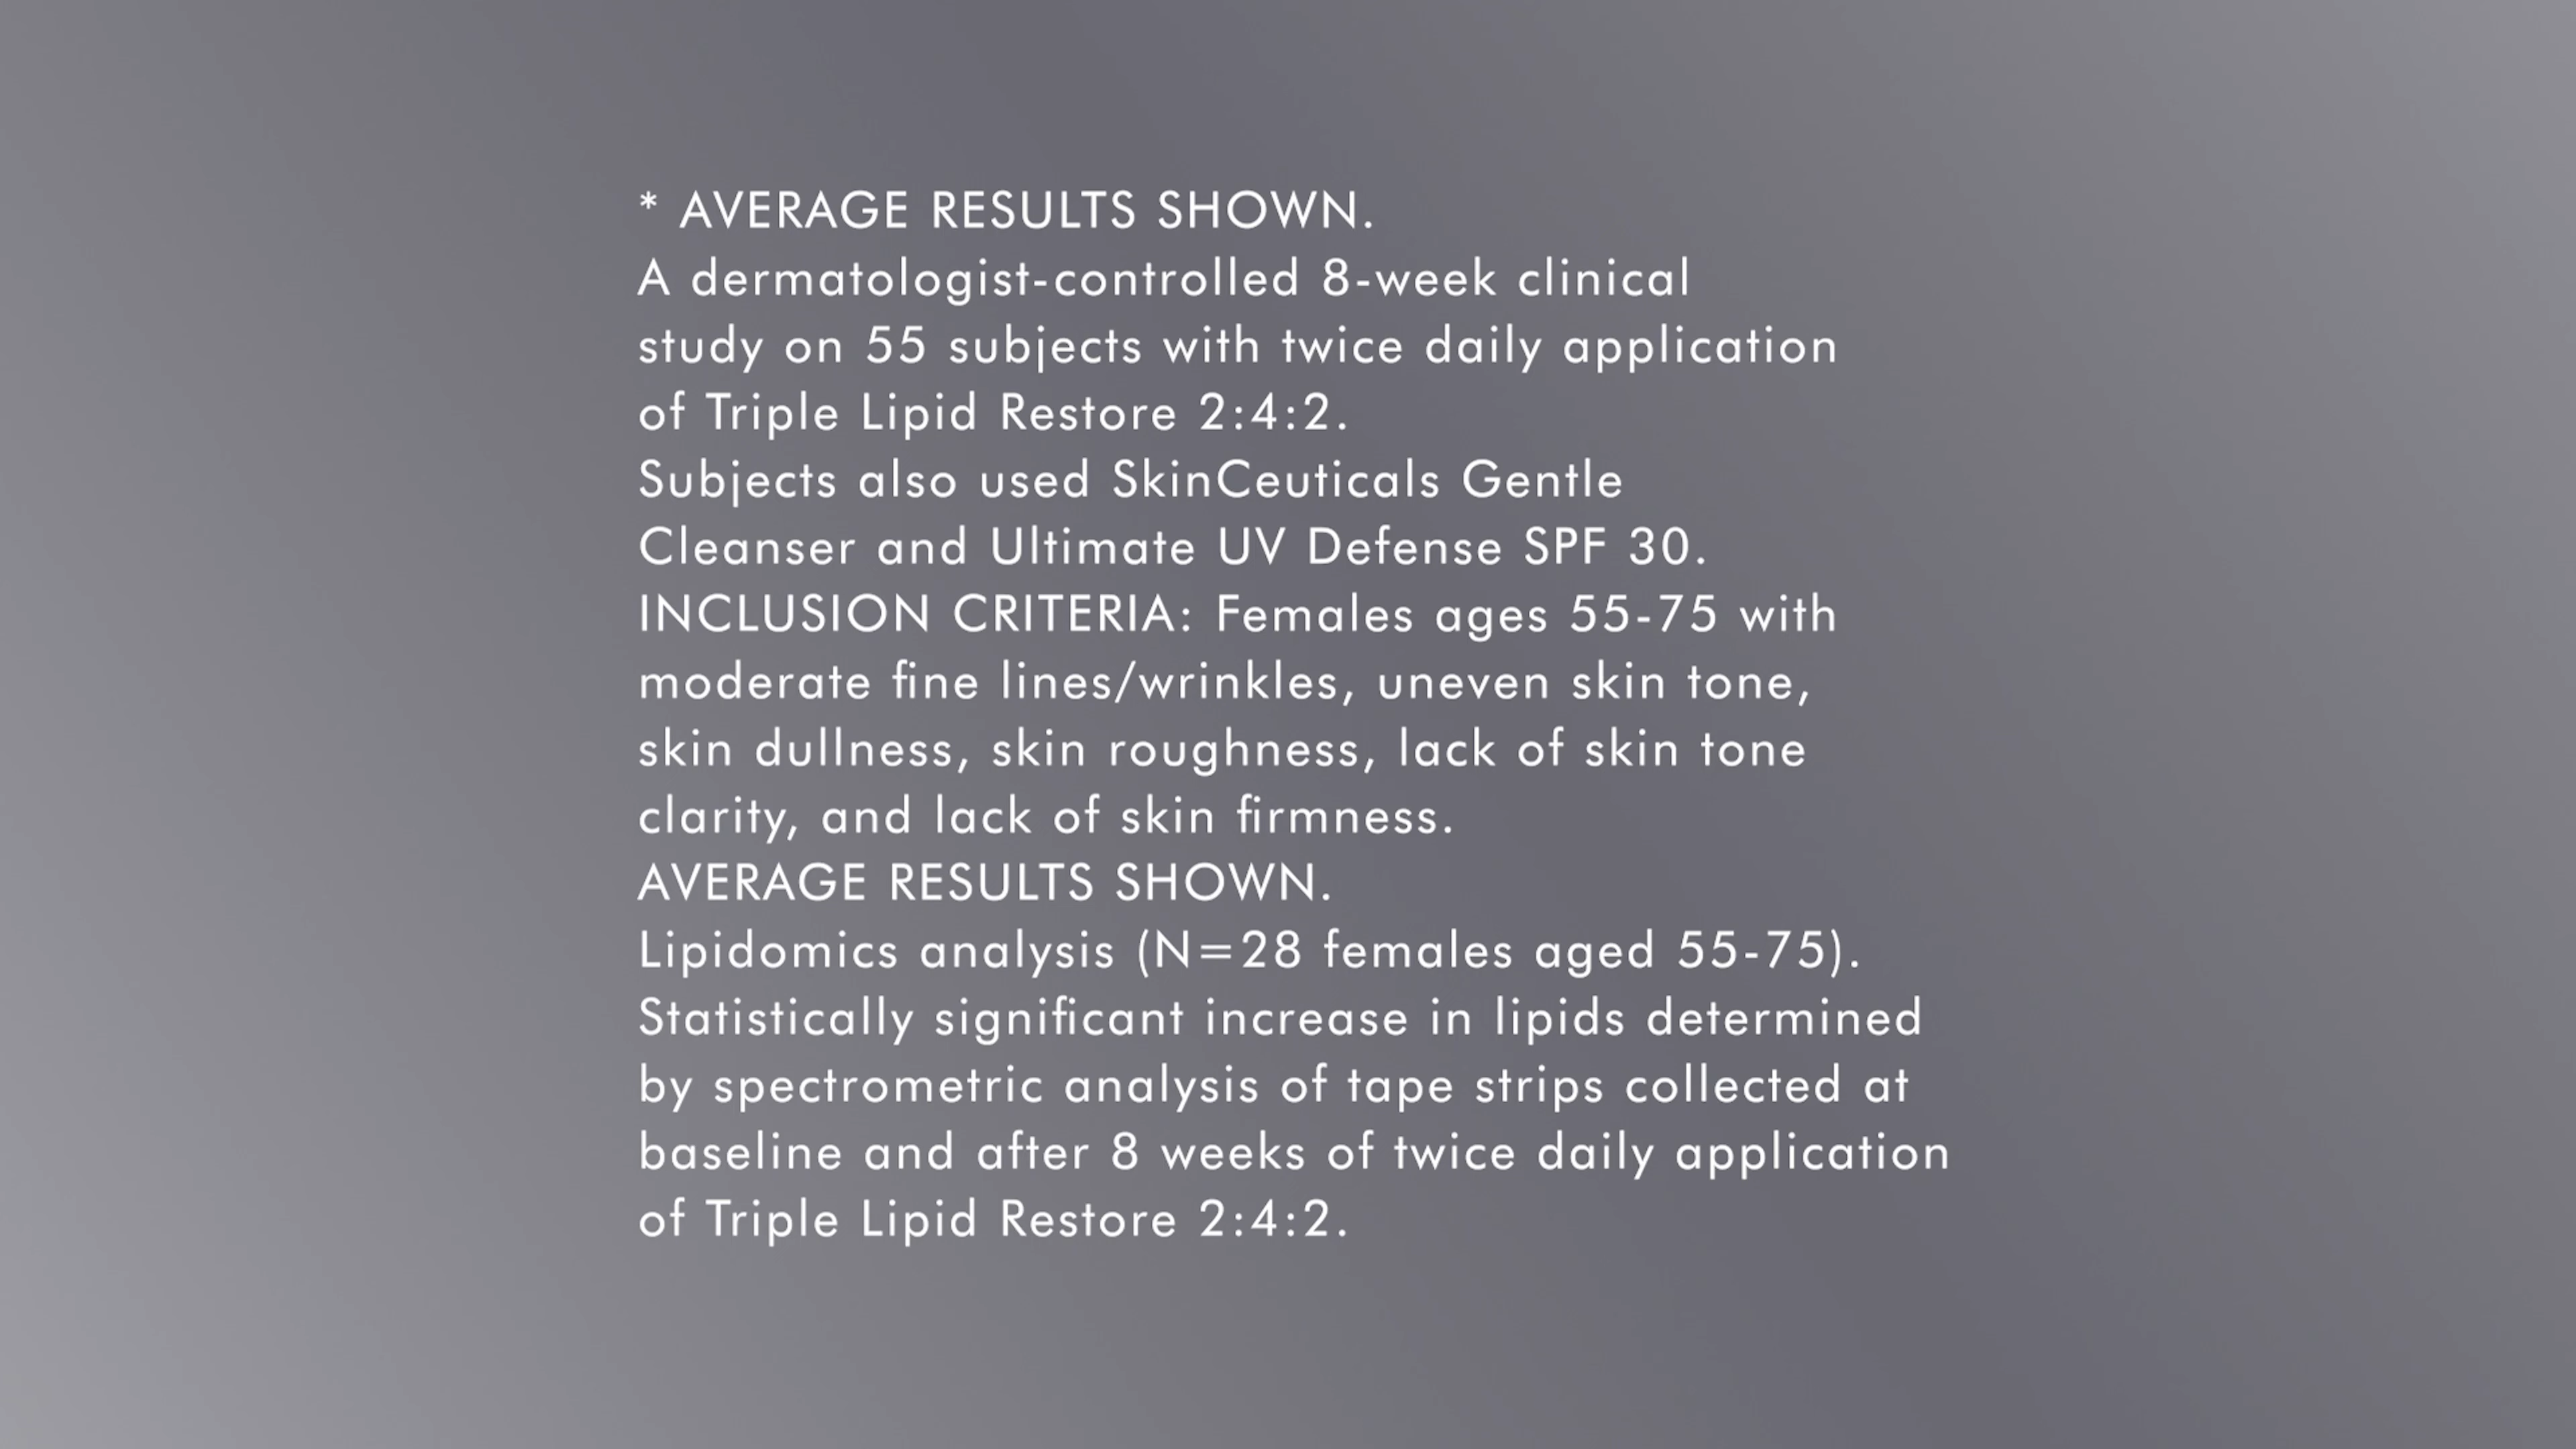 * AVERAGE RESULTS SHOWN.
A dermatologist-controlled 8-week clinical
study on 55 subjects with twice daily application
of Triple Lipid Restore 2:4:2.
Subjects also used SkinCeuticals Gentle
Cleanser and Ultimate UV Defense SPF 30.
INCLUSION CRITERIA: Females ages 55-75 with
moderate fine lines/wrinkles, uneven skin tone,
skin dullness, skin roughness, lack of skin tone
clarity, and lack of skin firmness.
AVERAGE RESULTS SHOWN.
Lipidomics analysis (N=28 females aged 55-75).
Statistically significant increase in lipids determined
by spectrometric analysis of tape strips collected at
baseline and after 8 weeks of twice daily application
of Triple Lipid Restore 2:4:2.